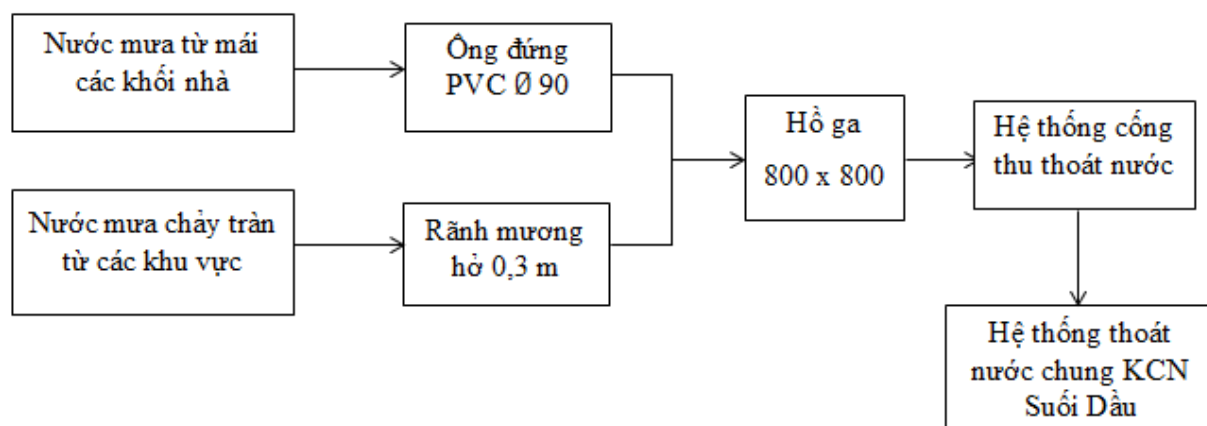 Nước mưa từ mái
các khối nhà
Ông đứng
PVC Ø 90
Hồ ga
800 x 800
Hệ thống cống
thu thoát nước
Nước mưa chảy tràn
từ các khu vực
Rãnh mương
hở 0,3 m
Hệ thống thoát
nước chung KCN
Suối Dầu